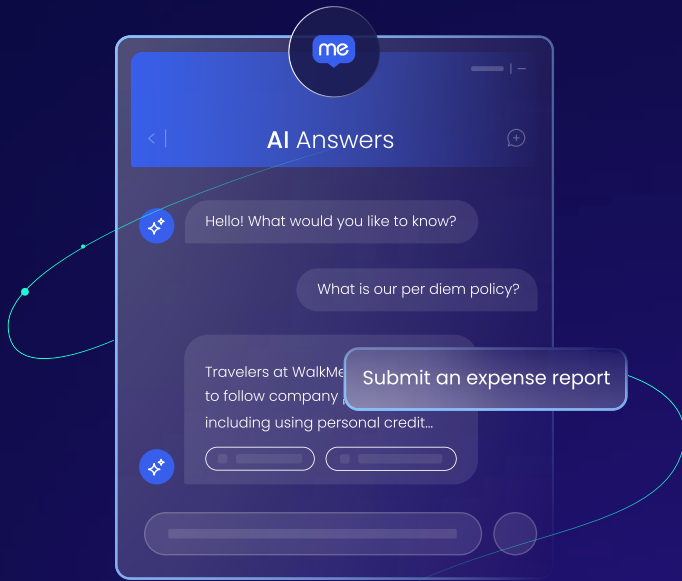 me
AI Answers
Hello! What would you like to know?
What is our per diem policy?
Travelers at WalkMe
to follow company
including using personal credit...
Submit an expense report